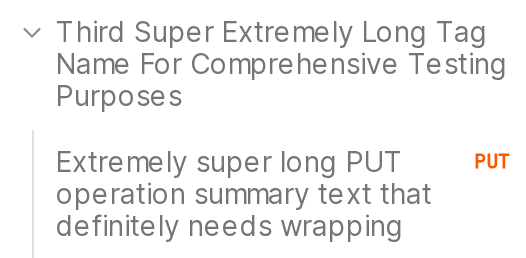 Third Super Extremely Long Tag
Name For Comprehensive Testing
Purposes
Extremely super long PUT
operation summary text that
definitely needs wrapping
PUT